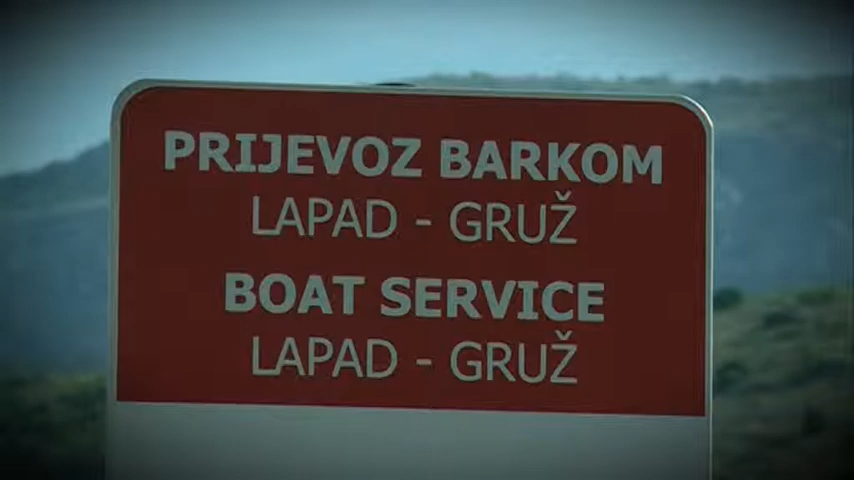 PRIJEVOZ BARKOM
LAPAD - GRUŽ
BOAT SERVICE
LAPAD - GRUŽ